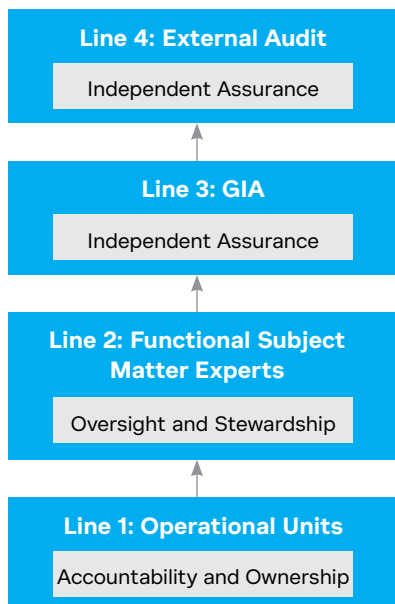 Line 4: External Audit
Independent Assurance
Line 3: GIA
Independent Assurance
Line 2: Functional Subject
Matter Experts
Oversight and Stewardship
Line 1: Operational Units
Accountability and Ownership